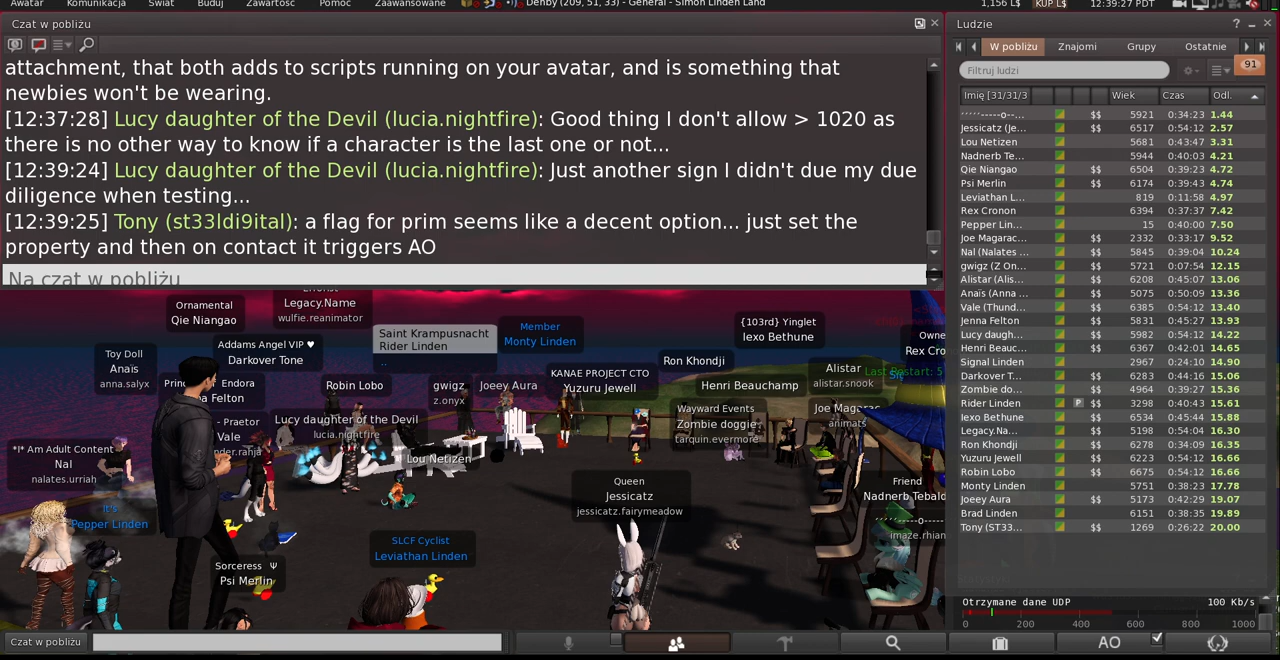 Awatar Komunikacja Świat Buduj Zawartość Pomoc Zaawansowane Denby (209, 51, 33) - General - Simon Linden Land 1,156 L$ KUP L$ 12:39:27 PDT
Czat w pobliżu
attachment, that both adds to scripts running on your avatar, and is something that
newbies won't be wearing.
[12:37:28] Lucy daughter of the Devil (lucia.nightfire): Good thing I don't allow > 1020 as
there is no other way to know if a character is the last one or not...
[12:39:24] Lucy daughter of the Devil (lucia.nightfire): Just another sign I didn't due my due
diligence when testing...
[12:39:25] Tony (st33ldi9ital): a flag for prim seems like a decent option... just set the
property and then on contact it triggers AO
Na czat w pobliżu
Ludzie
W pobliżu Znajomi Grupy Ostatnie
Filtruj ludzi
91
Imię [31/31/3 Wiek Czas Odl.
´´´´´-----o--... $$ 5921 0:34:23 1.44
Jessicatz (Je... $$ 6517 0:54:12 2.57
Lou Netizen 5681 0:43:47 3.31
Nadnerb Te... 5944 0:40:03 4.21
Qie Niangao $$ 6504 0:39:23 4.72
Psi Merlin $$ 6174 0:39:43 4.74
Leviathan L... 819 0:11:58 4.97
Rex Cronon 6394 0:37:37 7.42
Pepper Lin... 15 0:40:00 7.50
Joe Magarac... $$ 2332 0:33:17 9.52
Nal (Nalates ... $$ 5845 0:39:04 10.24
gwigz (Z On... $$ 5721 0:07:54 12.15
Alistar (Alis... $$ 6208 0:45:07 13.06
Anaïs (Anna ... $$ 5075 0:50:09 13.36
Vale (Thund... $$ 6385 0:54:12 13.40
Jenna Felton $$ 5831 0:45:27 13.93
Lucy daugh... $$ 5982 0:54:12 14.22
Henri Beauc... $$ 6367 0:42:01 14.65
Signal Linden 2967 0:24:10 14.90
Darkover T... $$ 6283 0:44:16 15.06
Zombie do... $$ 4964 0:39:27 15.36
Rider Linden P $$ 3298 0:40:43 15.61
Iexo Bethune $$ 6534 0:45:44 15.88
Legacy.Na... $$ 5198 0:54:04 16.30
Ron Khondji $$ 6278 0:34:09 16.35
Yuzuru Jewell $$ 6223 0:54:12 16.66
Robin Lobo $$ 6675 0:54:12 16.66
Monty Linden 5751 0:38:23 17.78
Joeey Aura $$ 5173 0:42:29 19.07
Brad Linden 6151 0:38:35 19.89
Tony (ST33... $$ 1269 0:26:22 20.00
Otrzymane dane UDP 100 Kb/s
0 200 400 600 800 1000
Ornamental
Qie Niangao
Legacy.Name
wulfie.reanimator
Saint Krampusnacht
Rider Linden
..
Member
Monty Linden
{103rd} Yinglet
Iexo Bethune
Owne
Rex Cro
Toy Doll
Anaïs
anna.salyx
Addams Angel VIP ♥
Darkover Tone
Ron Khondji
Alistar
alistar.snook
Last Restart: 5
Endora
Felton
Robin Lobo
gwigz
z.onyx
Joeey Aura
KANAE PROJECT CTO
Yuzuru Jewell
Henri Beauchamp
- Praetor
Vale
Lucy daughter of the Devil
lucia.nightfire
Wayward Events
Zombie doggie
tarquin.evermore
Joe Magarac
animats
*!* Am Adult Content
Nal
nalates.urriah
Lou Netizen
Queen
Jessicatz
jessicatz.fairymeadow
Friend
Nadnerb Tebald
It's
Pepper Linden
´´´´´-----o----
imaze.rhian
SLCF Cyclist
Leviathan Linden
Sorceress Ψ
Psi Merlin
Czat w pobliżu
AO